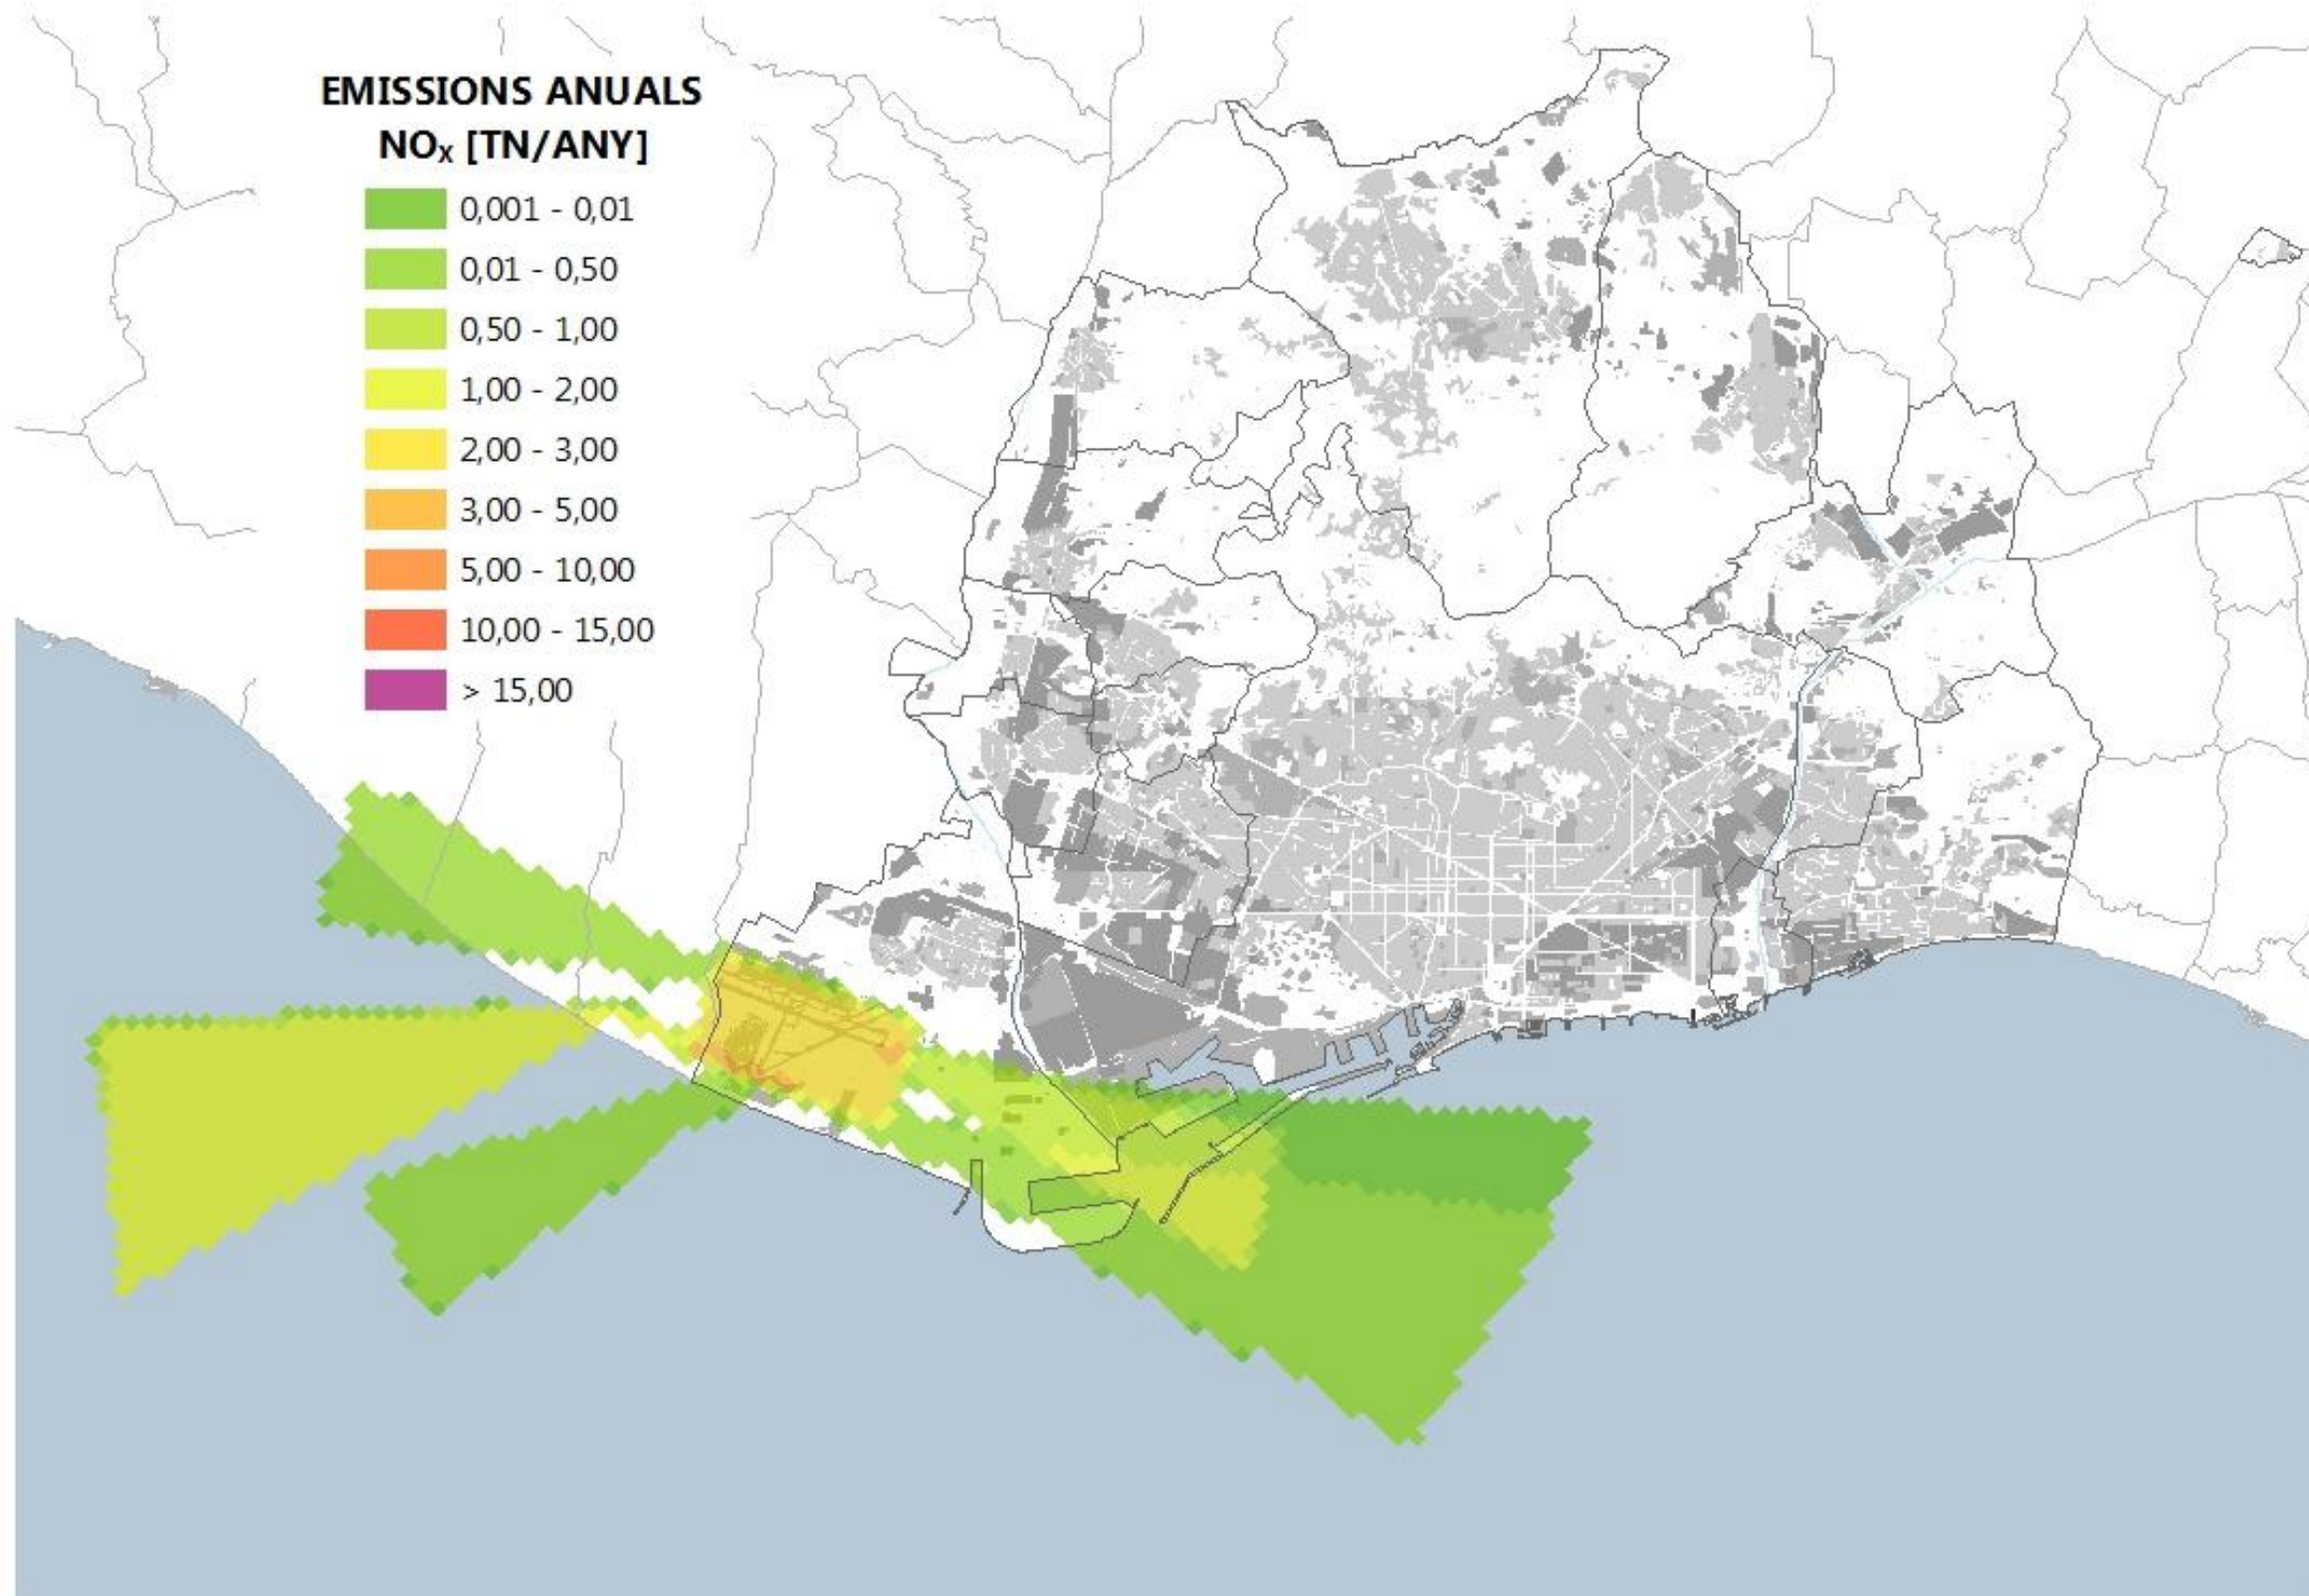 EMISSIONS ANUALS
NOx [TN/ANY]
0,001 - 0,01
0,01 - 0,50
0,50 - 1,00
1,00 - 2,00
2,00 - 3,00
3,00 - 5,00
5,00 - 10,00
10,00 - 15,00
> 15,00